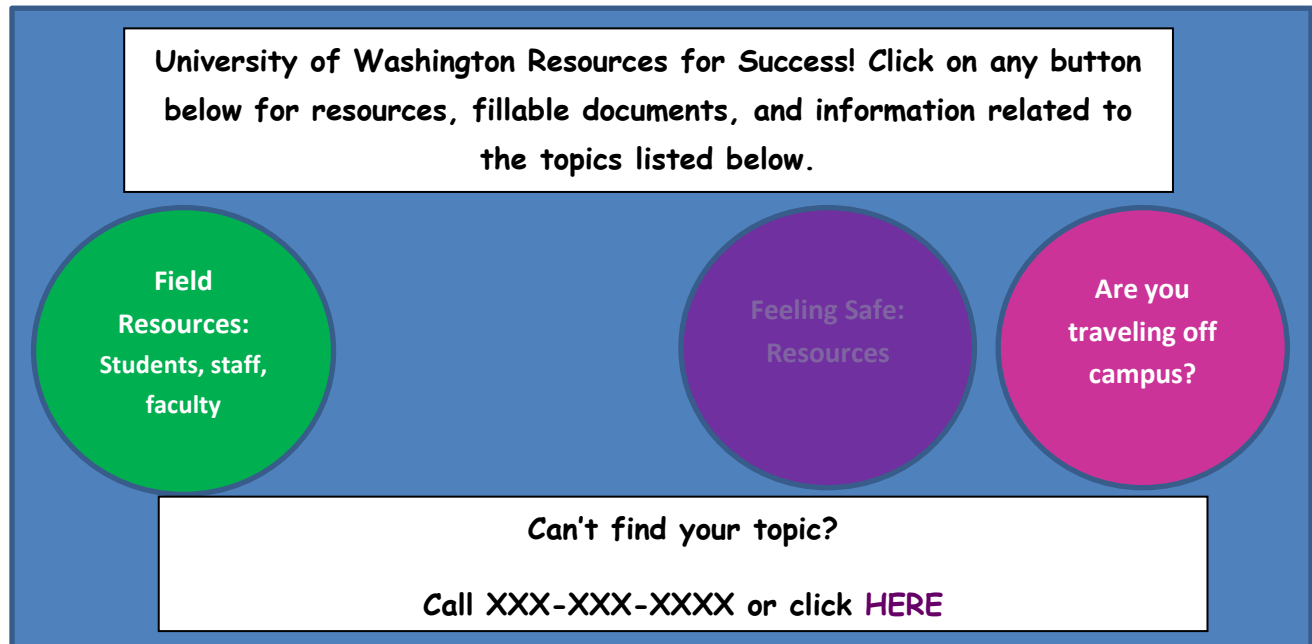 University of Washington Resources for Success! Click on any button
below for resources, fillable documents, and information related to
the topics listed below.
Field
Resources:
Students, staff,
faculty
Feeling Safe:
Resources
Are you
traveling off
campus?
Can't find your topic?
Call XXX-XXX-XXXX or click HERE